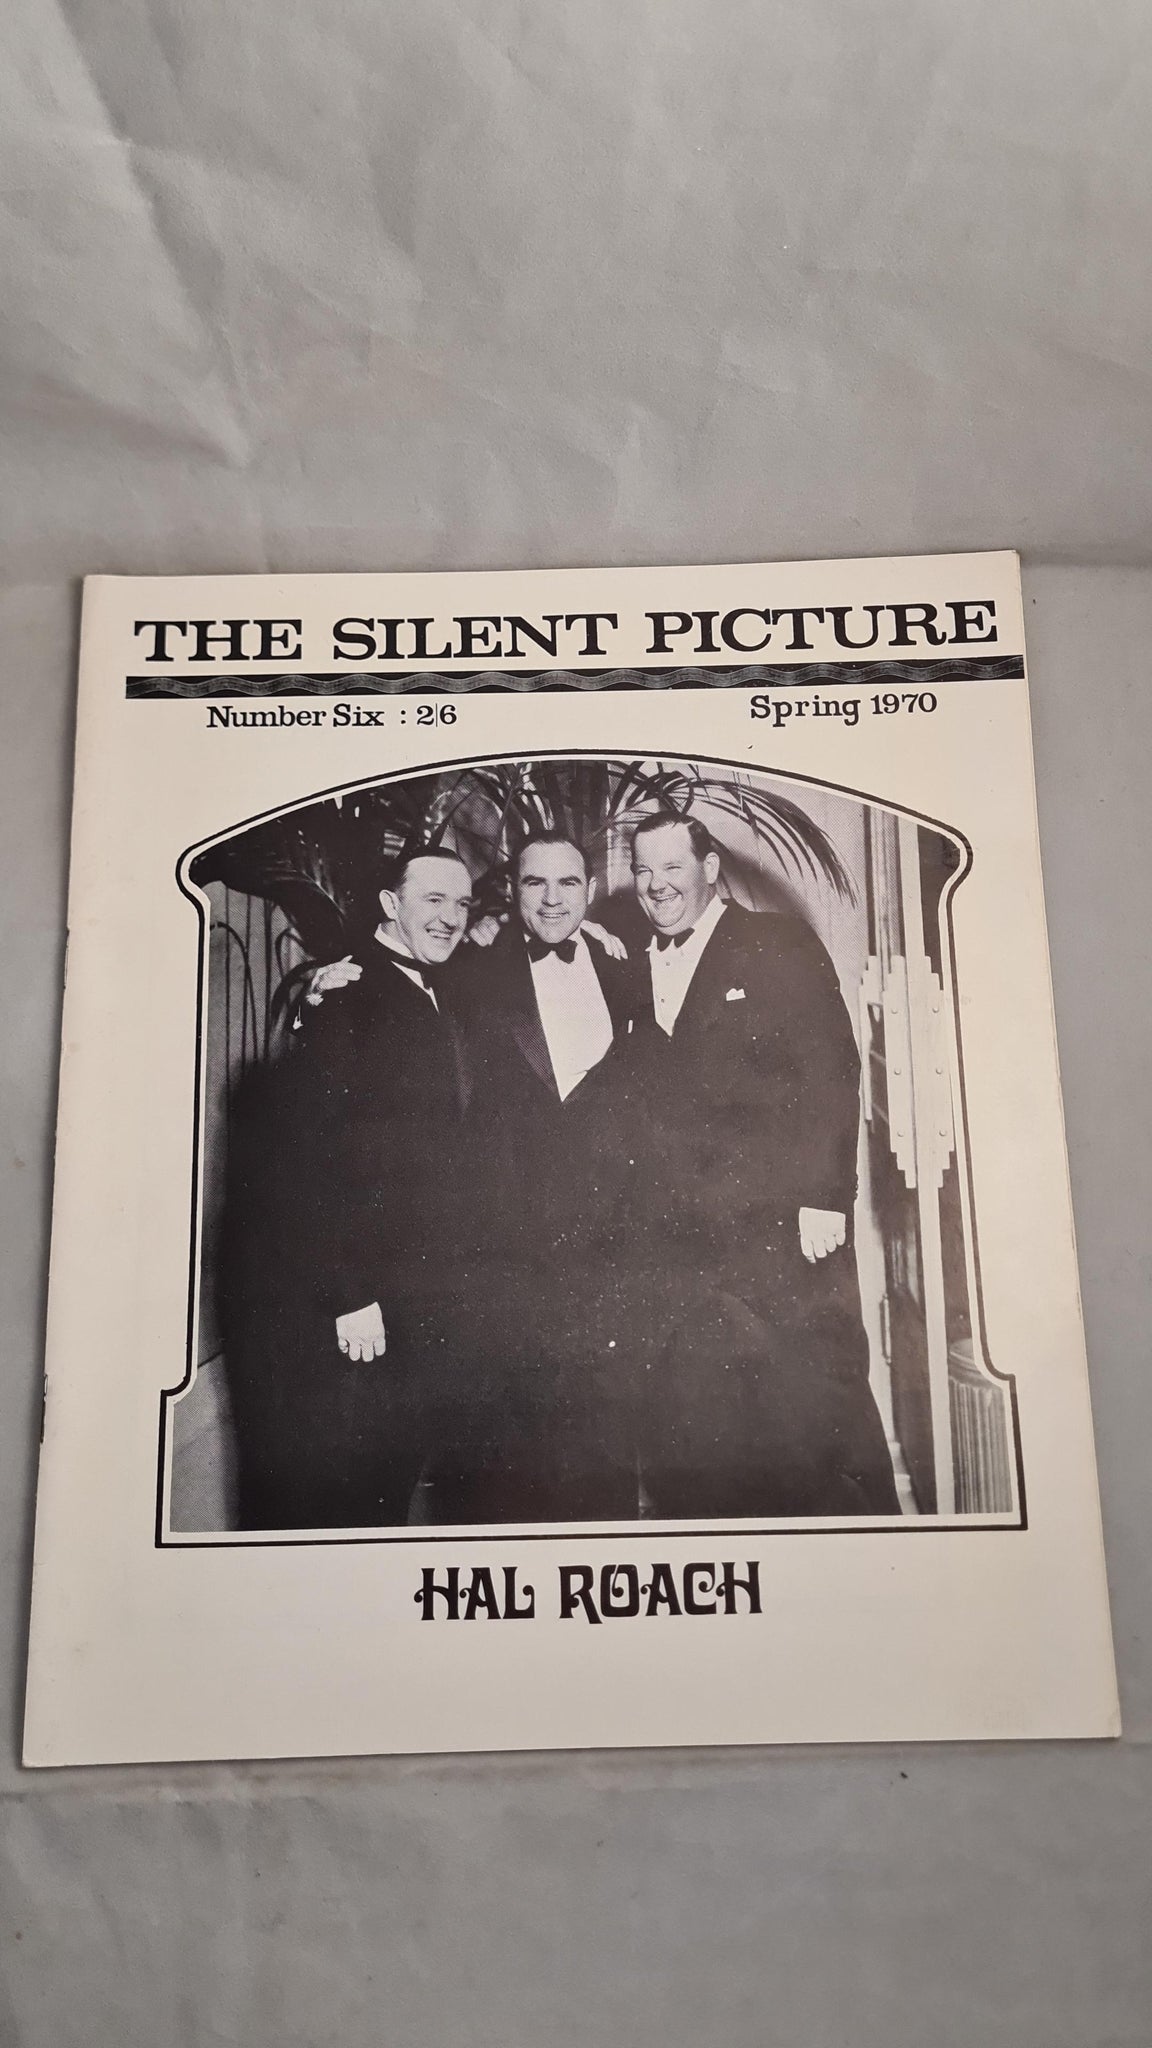 THE SILENT PICTURE
Number Six : 2/6
Spring 1970
HAL ROACH